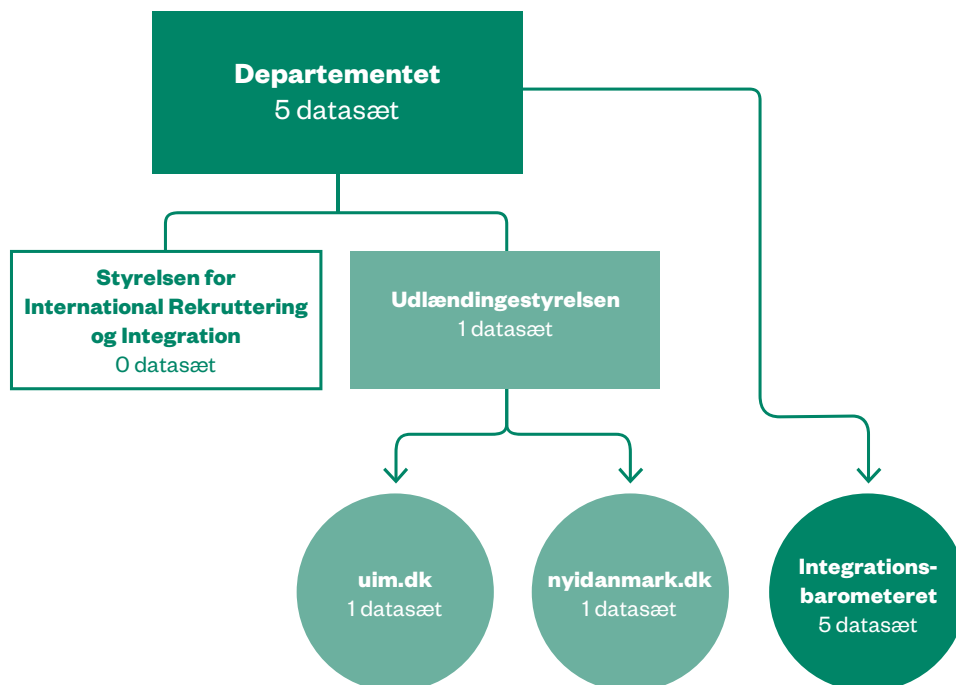 Departementet
5 datasæt
Styrelsen for
International Rekruttering
og Integration
0 datasæt
Udlændingestyrelsen
1 datasæt
uim.dk
1 datasæt
nyidanmark.dk
1 datasæt
Integrations-
barometeret
5 datasæt